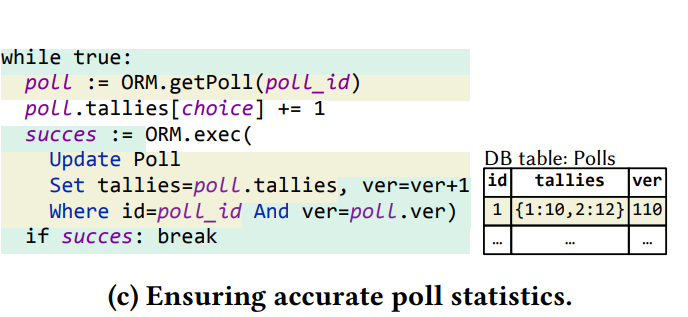 while true:
poll := ORM.getPoll(poll_id)
poll.tallies[choice] += 1
succes := ORM.exec(
Update Poll
Set tallies=poll.tallies, ver=ver+1
Where id=poll_id And ver=poll.ver)
if succes: break
DB table: Polls
id tallies ver
1 {1:10,2:12} 110
… … …
(c) Ensuring accurate poll statistics.